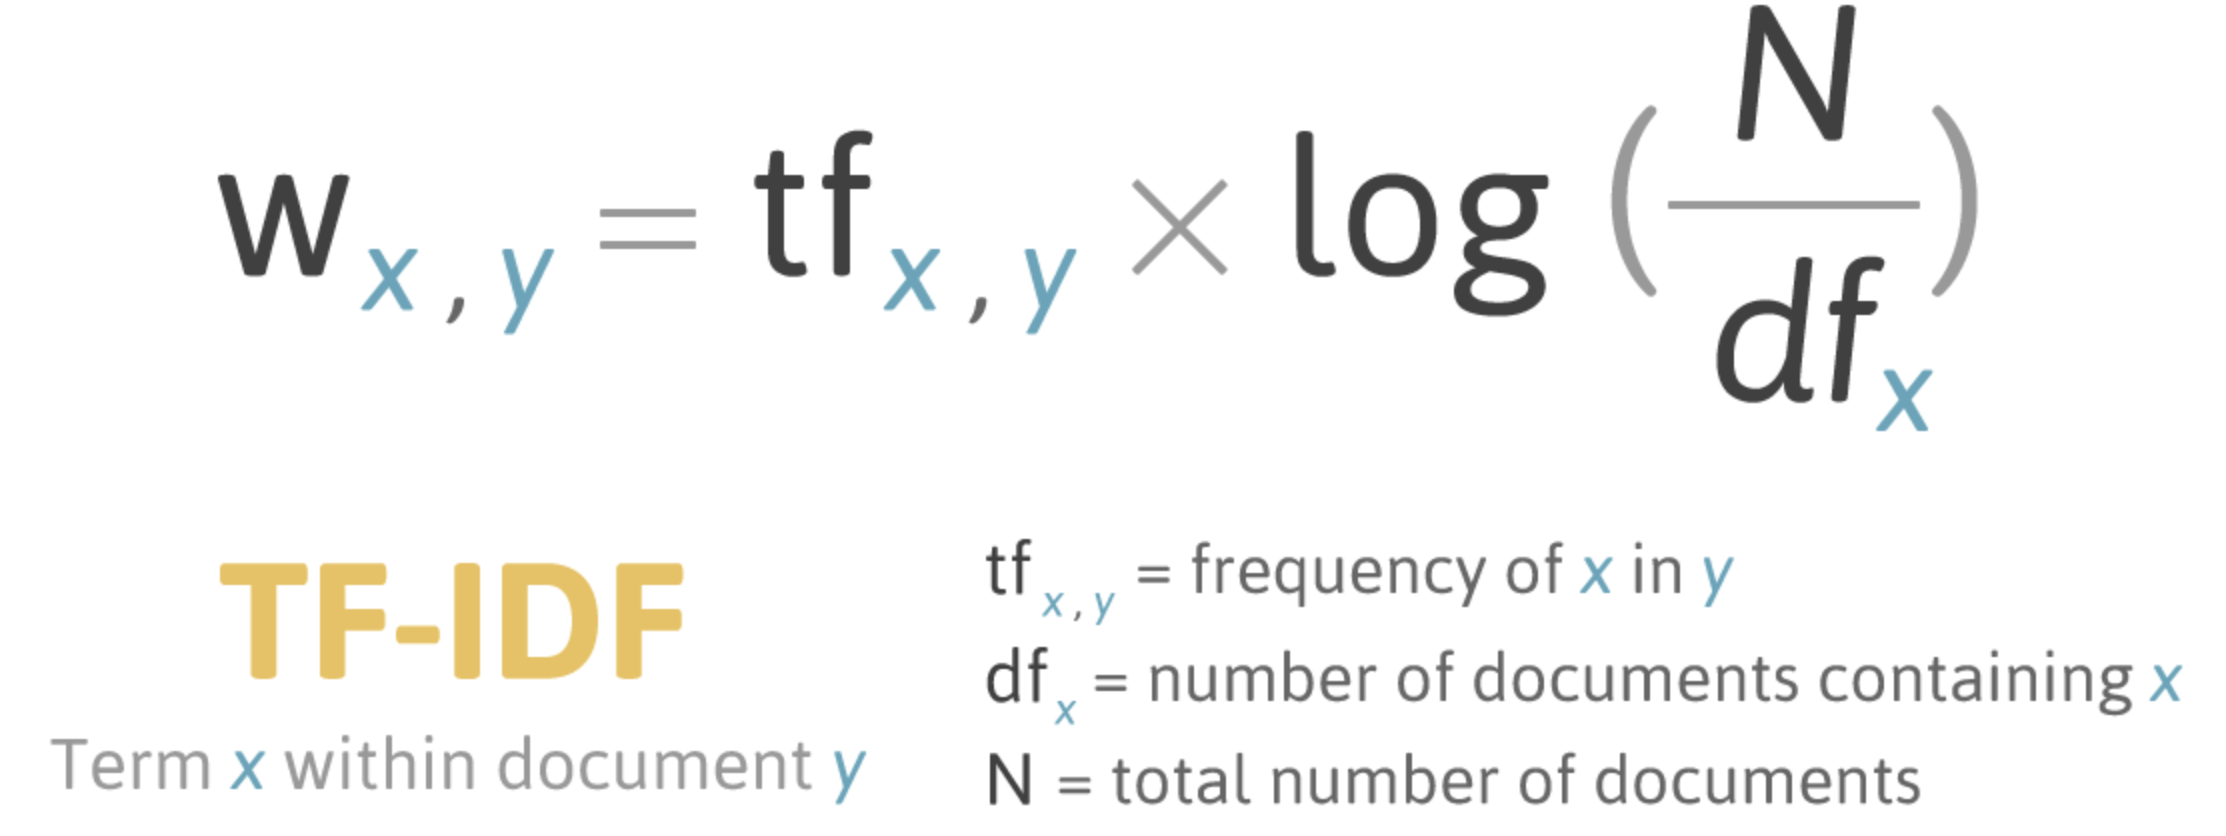 w x , y = tf x , y × log ( N / df x )
TF-IDF
Term x within document y
tf x , y = frequency of x in y
df x = number of documents containing x
N = total number of documents